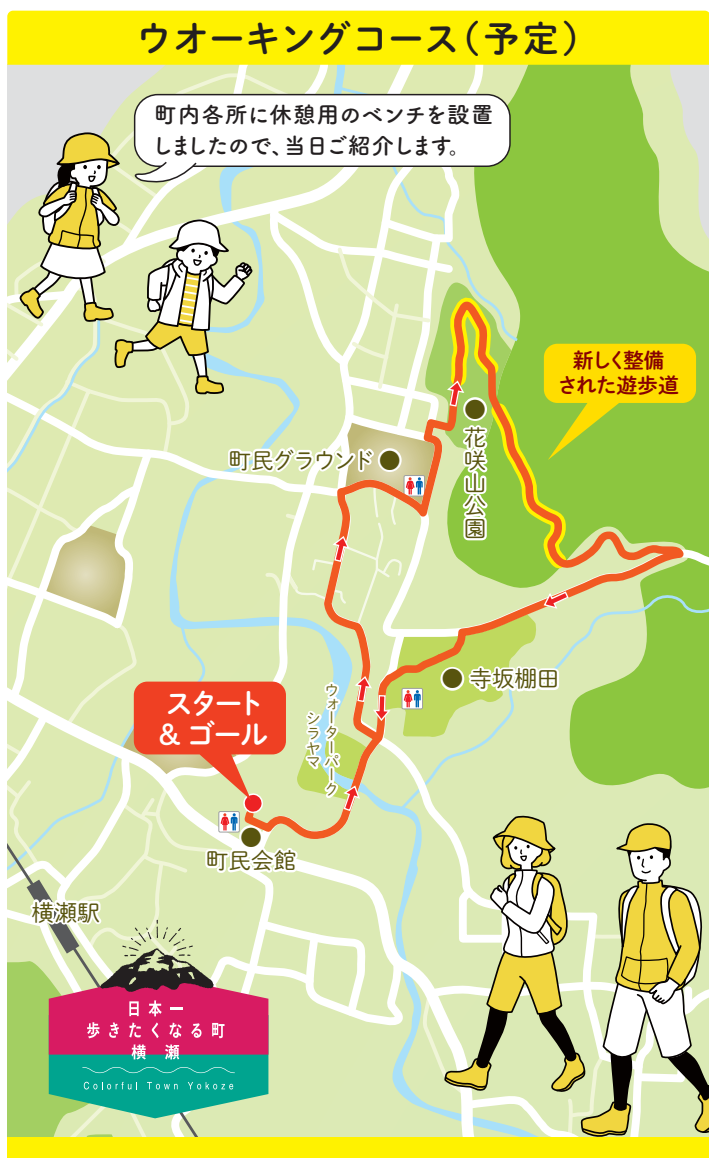 ウオーキングコース（予定）
町内各所に休憩用のベンチを設置
しましたので、当日ご紹介します。
新しく整備
された遊歩道
町民グラウンド
花咲山公園
寺坂棚田
ウォーターパーク
シラヤマ
スタート
& ゴール
町民会館
横瀬駅
日本一
歩きたくなる町
横瀬
Colorful Town Yokoze